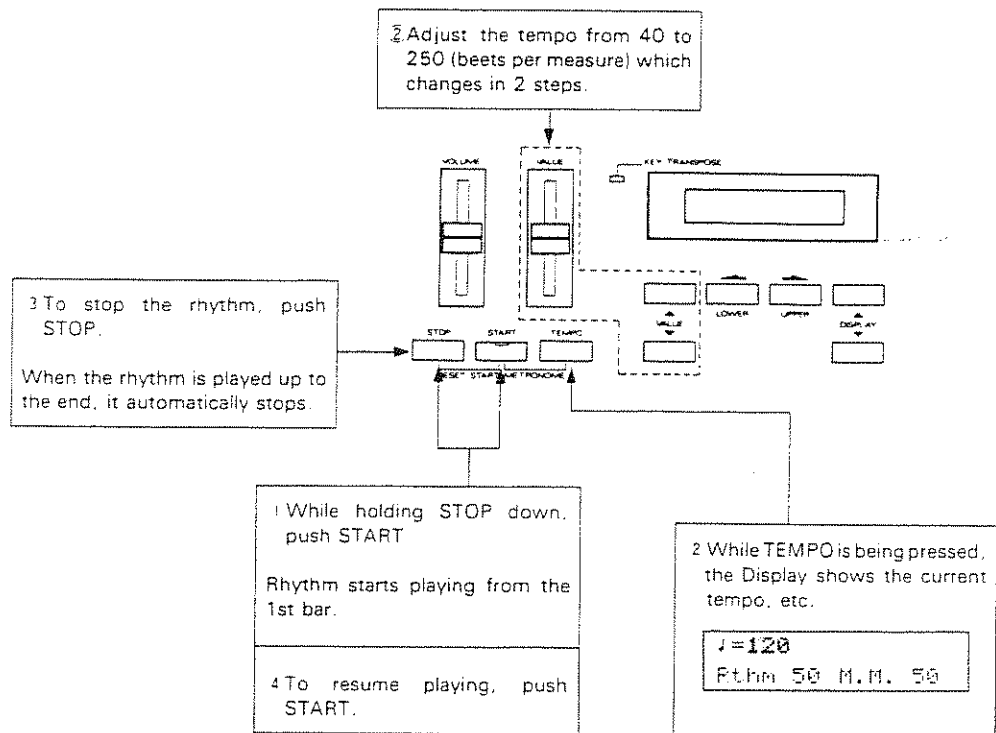 2. Adjust the tempo from 40 to
250 (beets per measure) which
changes in 2 steps.
VOLUME
VALUE
KEY TRANSPOSE
3 To stop the rhythm, push
STOP.
When the rhythm is played up to
the end, it automatically stops.
STOP
START
TEMPO
RESET START
METRONOME
VALUE
LOWER
UPPER
DISPLAY
1 While holding STOP down,
push START
Rhythm starts playing from the
1st bar.
4 To resume playing, push
START.
2 While TEMPO is being pressed,
the Display shows the current
tempo, etc.
♩=120
Rthm 50 M.M. 50